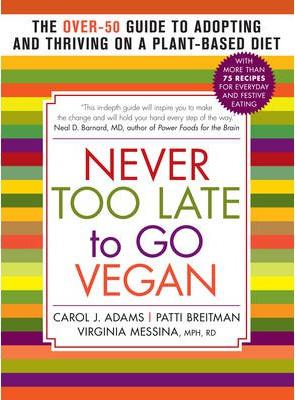 THE OVER-50 GUIDE TO ADOPTING
AND THRIVING ON A PLANT-BASED DIET
WITH MORE THAN
75 RECIPES
FOR EVERYDAY
AND FESTIVE
EATING
"This in-depth guide will inspire you to make
the change and will hold your hand every step of the way."
Neal D. Barnard, MD, author of Power Foods for the Brain
NEVER
TOO LATE
to GO
VEGAN
CAROL J. ADAMS | PATTI BREITMAN
VIRGINIA MESSINA, MPH, RD